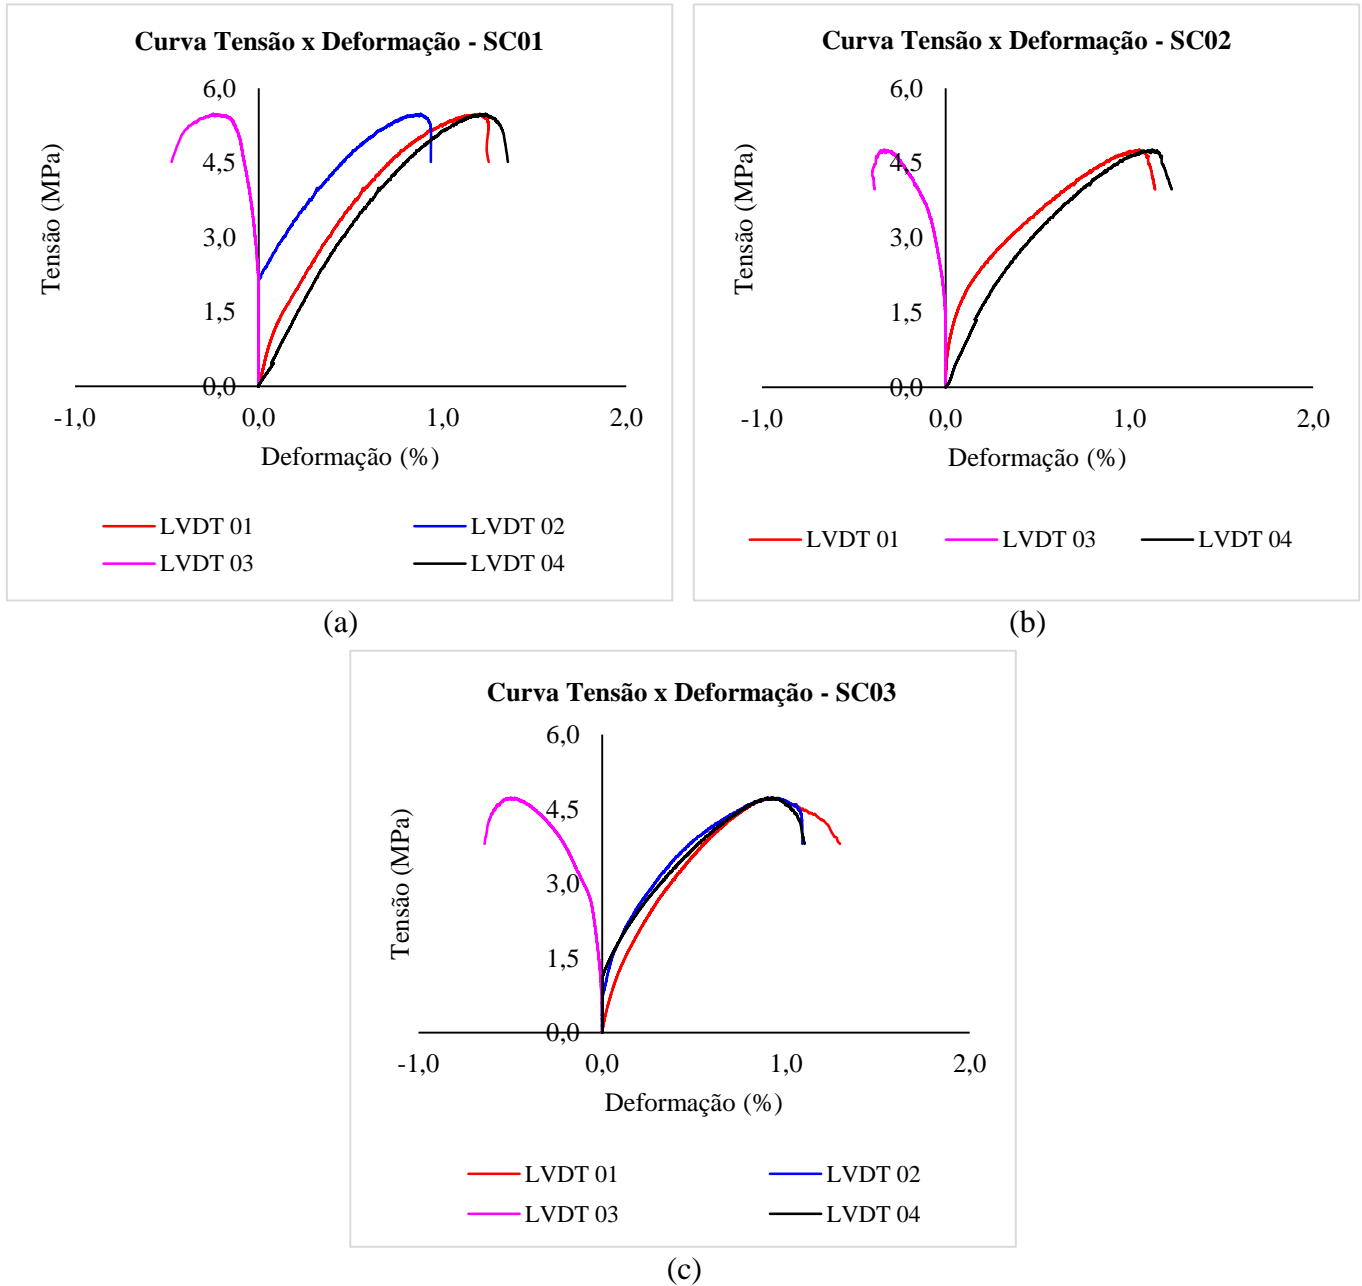 Curva Tensão x Deformação - SC01
6,0
4,5
3,0
1,5
0,0
-1,0 0,0 1,0 2,0
Tensão (MPa)
Deformação (%)
LVDT 01 LVDT 02
LVDT 03 LVDT 04
(a)
Curva Tensão x Deformação - SC02
6,0
4,5
3,0
1,5
0,0
-1,0 0,0 1,0 2,0
Tensão (MPa)
Deformação (%)
LVDT 01 LVDT 03 LVDT 04
(b)
Curva Tensão x Deformação - SC03
6,0
4,5
3,0
1,5
0,0
-1,0 0,0 1,0 2,0
Tensão (MPa)
Deformação (%)
LVDT 01 LVDT 02
LVDT 03 LVDT 04
(c)